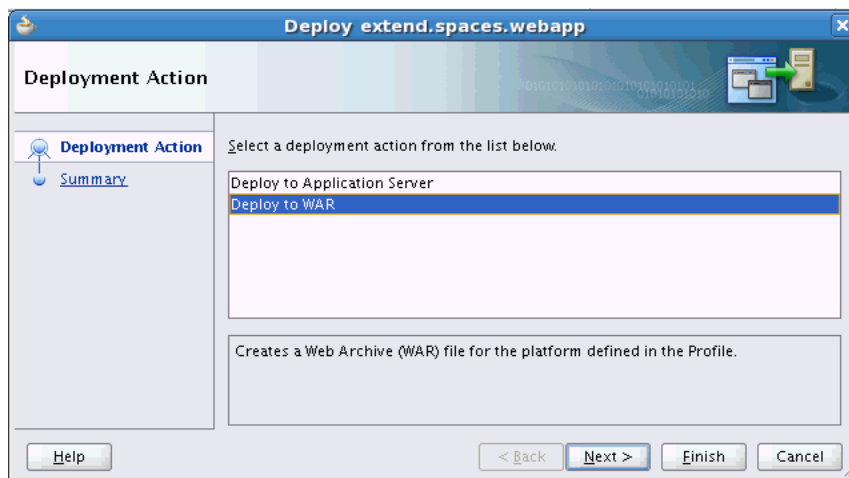 Deploy extend.spaces.webapp
Deployment Action
Deployment Action
Summary
Select a deployment action from the list below.
Deploy to Application Server
Deploy to WAR
Creates a Web Archive (WAR) file for the platform defined in the Profile.
Help
< Back
Next >
Finish
Cancel